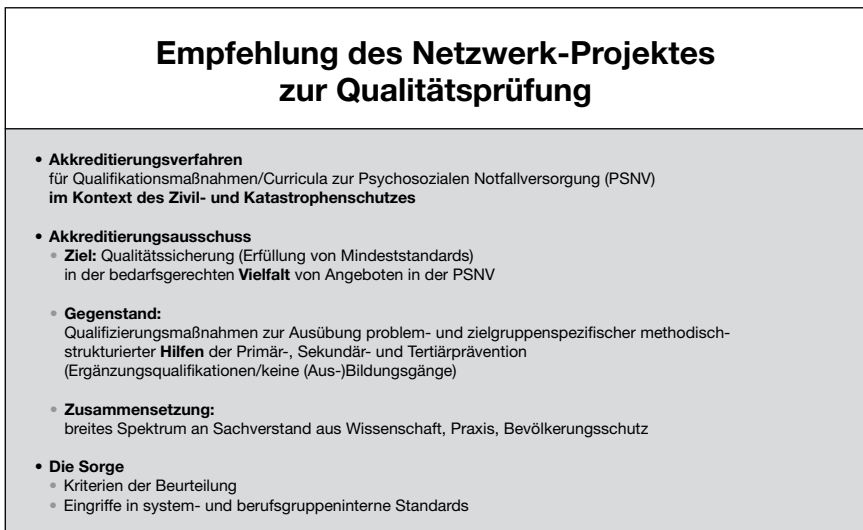 Empfehlung des Netzwerk-Projektes
zur Qualitätsprüfung
• Akkreditierungsverfahren
für Qualifikationsmaßnahmen/Curricula zur Psychosozialen Notfallversorgung (PSNV)
im Kontext des Zivil- und Katastrophenschutzes
• Akkreditierungsausschuss
• Ziel: Qualitätssicherung (Erfüllung von Mindeststandards)
in der bedarfsgerechten Vielfalt von Angeboten in der PSNV
• Gegenstand:
Qualifizierungsmaßnahmen zur Ausübung problem- und zielgruppenspezifischer methodisch-
strukturierter Hilfen der Primär-, Sekundär- und Tertiärprävention
(Ergänzungsqualifikationen/keine (Aus-)Bildungsgänge)
• Zusammensetzung:
breites Spektrum an Sachverstand aus Wissenschaft, Praxis, Bevölkerungsschutz
• Die Sorge
• Kriterien der Beurteilung
• Eingriffe in system- und berufsgruppeninterne Standards